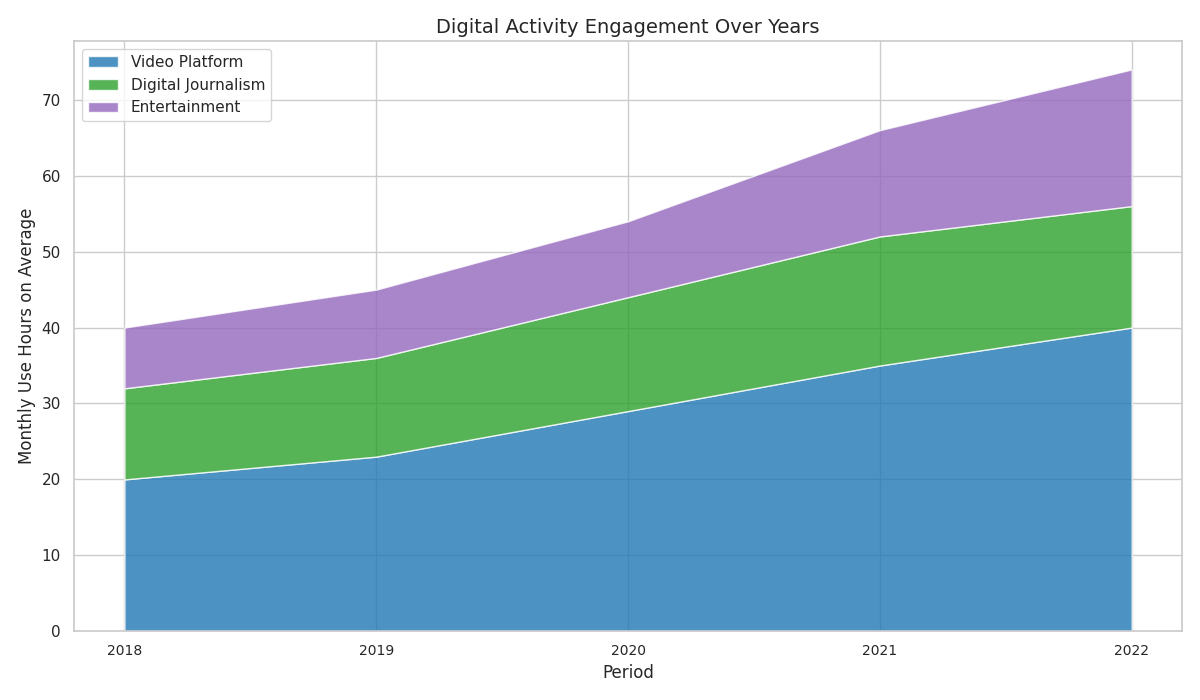 Digital Activity Engagement Over Years
Video Platform
Digital Journalism
Entertainment
Monthly Use Hours on Average
70
60
50
40
30
20
10
0
2018 2019 2020 2021 2022
Period